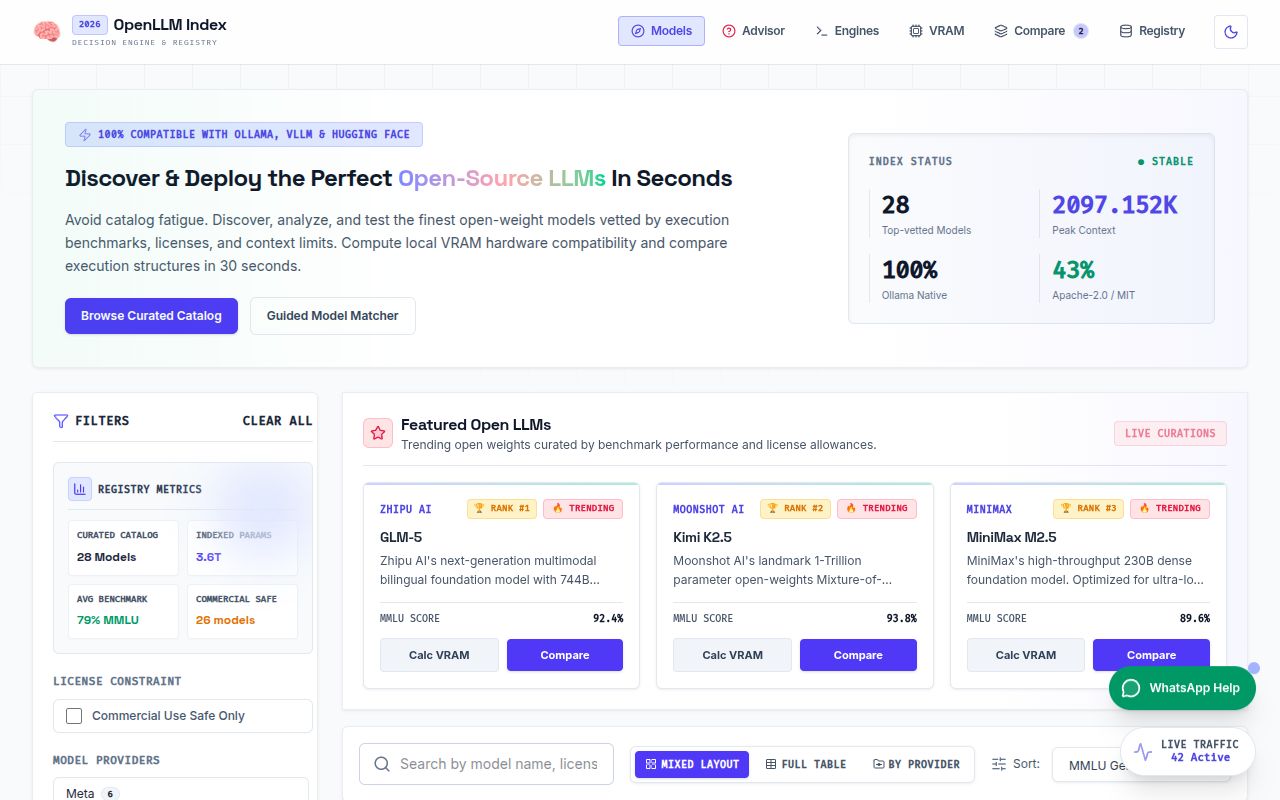 2026 OpenLLM Index
DECISION ENGINE & REGISTRY
Models
Advisor
Engines
VRAM
Compare 2
Registry
100% COMPATIBLE WITH OLLAMA, VLLM & HUGGING FACE
Discover & Deploy the Perfect Open-Source LLMs In Seconds
Avoid catalog fatigue. Discover, analyze, and test the finest open-weight models vetted by execution
benchmarks, licenses, and context limits. Compute local VRAM hardware compatibility and compare
execution structures in 30 seconds.
Browse Curated Catalog
Guided Model Matcher
INDEX STATUS
● STABLE
28
Top-vetted Models
2097.152K
Peak Context
100%
Ollama Native
43%
Apache-2.0 / MIT
FILTERS
CLEAR ALL
REGISTRY METRICS
CURATED CATALOG
28 Models
INDEXED PARAMS
3.6T
AVG BENCHMARK
79% MMLU
COMMERCIAL SAFE
26 models
LICENSE CONSTRAINT
Commercial Use Safe Only
MODEL PROVIDERS
Meta 6
Featured Open LLMs
Trending open weights curated by benchmark performance and license allowances.
LIVE CURATIONS
ZHIPU AI
🏆 RANK #1
🔥 TRENDING
GLM-5
Zhipu AI's next-generation multimodal
bilingual foundation model with 744B...
MMLU SCORE
92.4%
Calc VRAM
Compare
MOONSHOT AI
🏆 RANK #2
🔥 TRENDING
Kimi K2.5
Moonshot AI's landmark 1-Trillion
parameter open-weights Mixture-of-...
MMLU SCORE
93.8%
Calc VRAM
Compare
MINIMAX
🏆 RANK #3
🔥 TRENDING
MiniMax M2.5
MiniMax's high-throughput 230B dense
foundation model. Optimized for ultra-lo...
MMLU SCORE
89.6%
Calc VRAM
Compare
WhatsApp Help
LIVE TRAFFIC
42 Active
Search by model name, licens
MIXED LAYOUT
FULL TABLE
BY PROVIDER
Sort:
MMLU